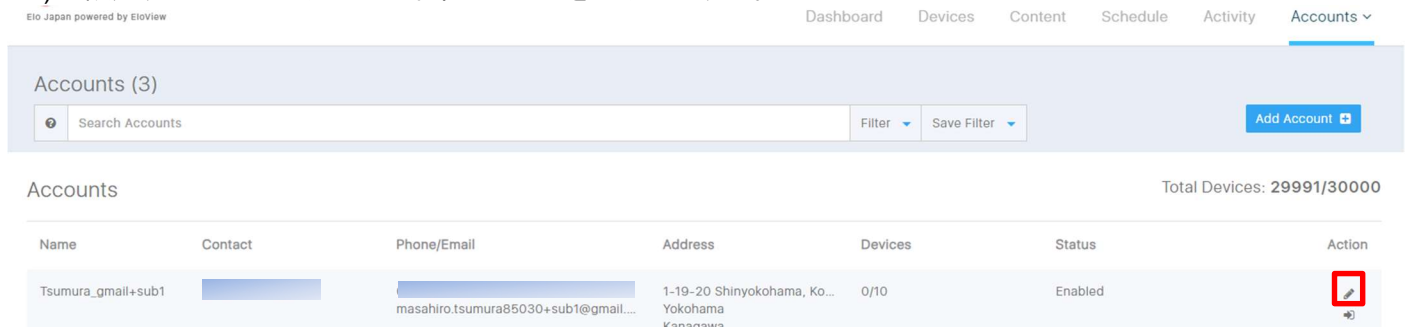 Elo Japan powered by EloView
Dashboard Devices Content Schedule Activity Accounts
Accounts (3)
Search Accounts Filter Save Filter Add Account
Accounts Total Devices: 29991/30000
Name Contact Phone/Email Address Devices Status Action
Tsumura_gmail+sub1 1-19-20 Shinyokohama, Ko... 0/10 Enabled
masahiro.tsumura85030+sub1@gmail.... Yokohama
Kanagawa